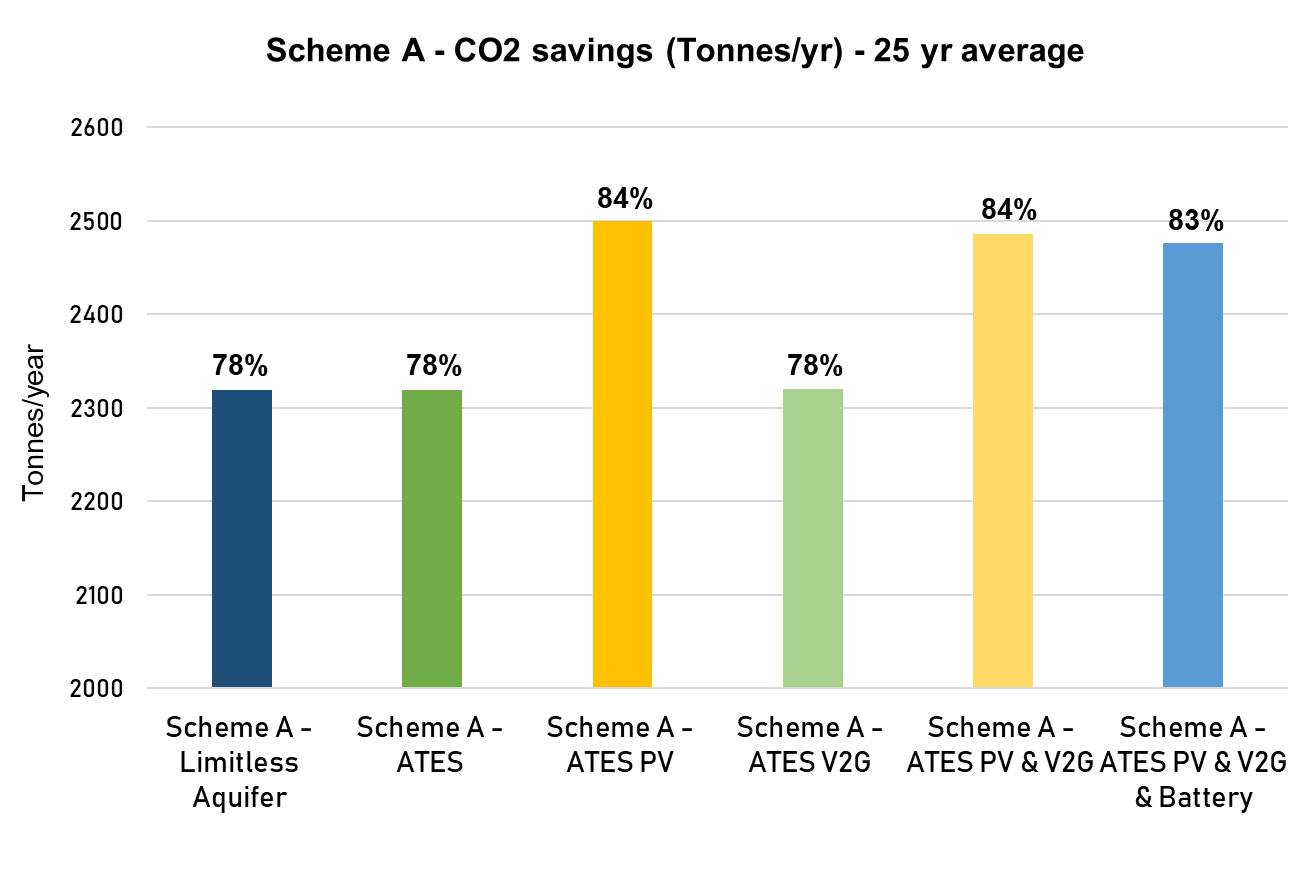 Scheme A - CO2 savings (Tonnes/yr) - 25 yr average
2600
2500
2400
2300
2200
2100
2000
Tonnes/year
78%
78%
84%
78%
84%
83%
Scheme A -
Limitless
Aquifer
Scheme A -
ATES
Scheme A -
ATES PV
Scheme A -
ATES V2G
Scheme A -
ATES PV & V2G
Scheme A -
ATES PV & V2G
& Battery